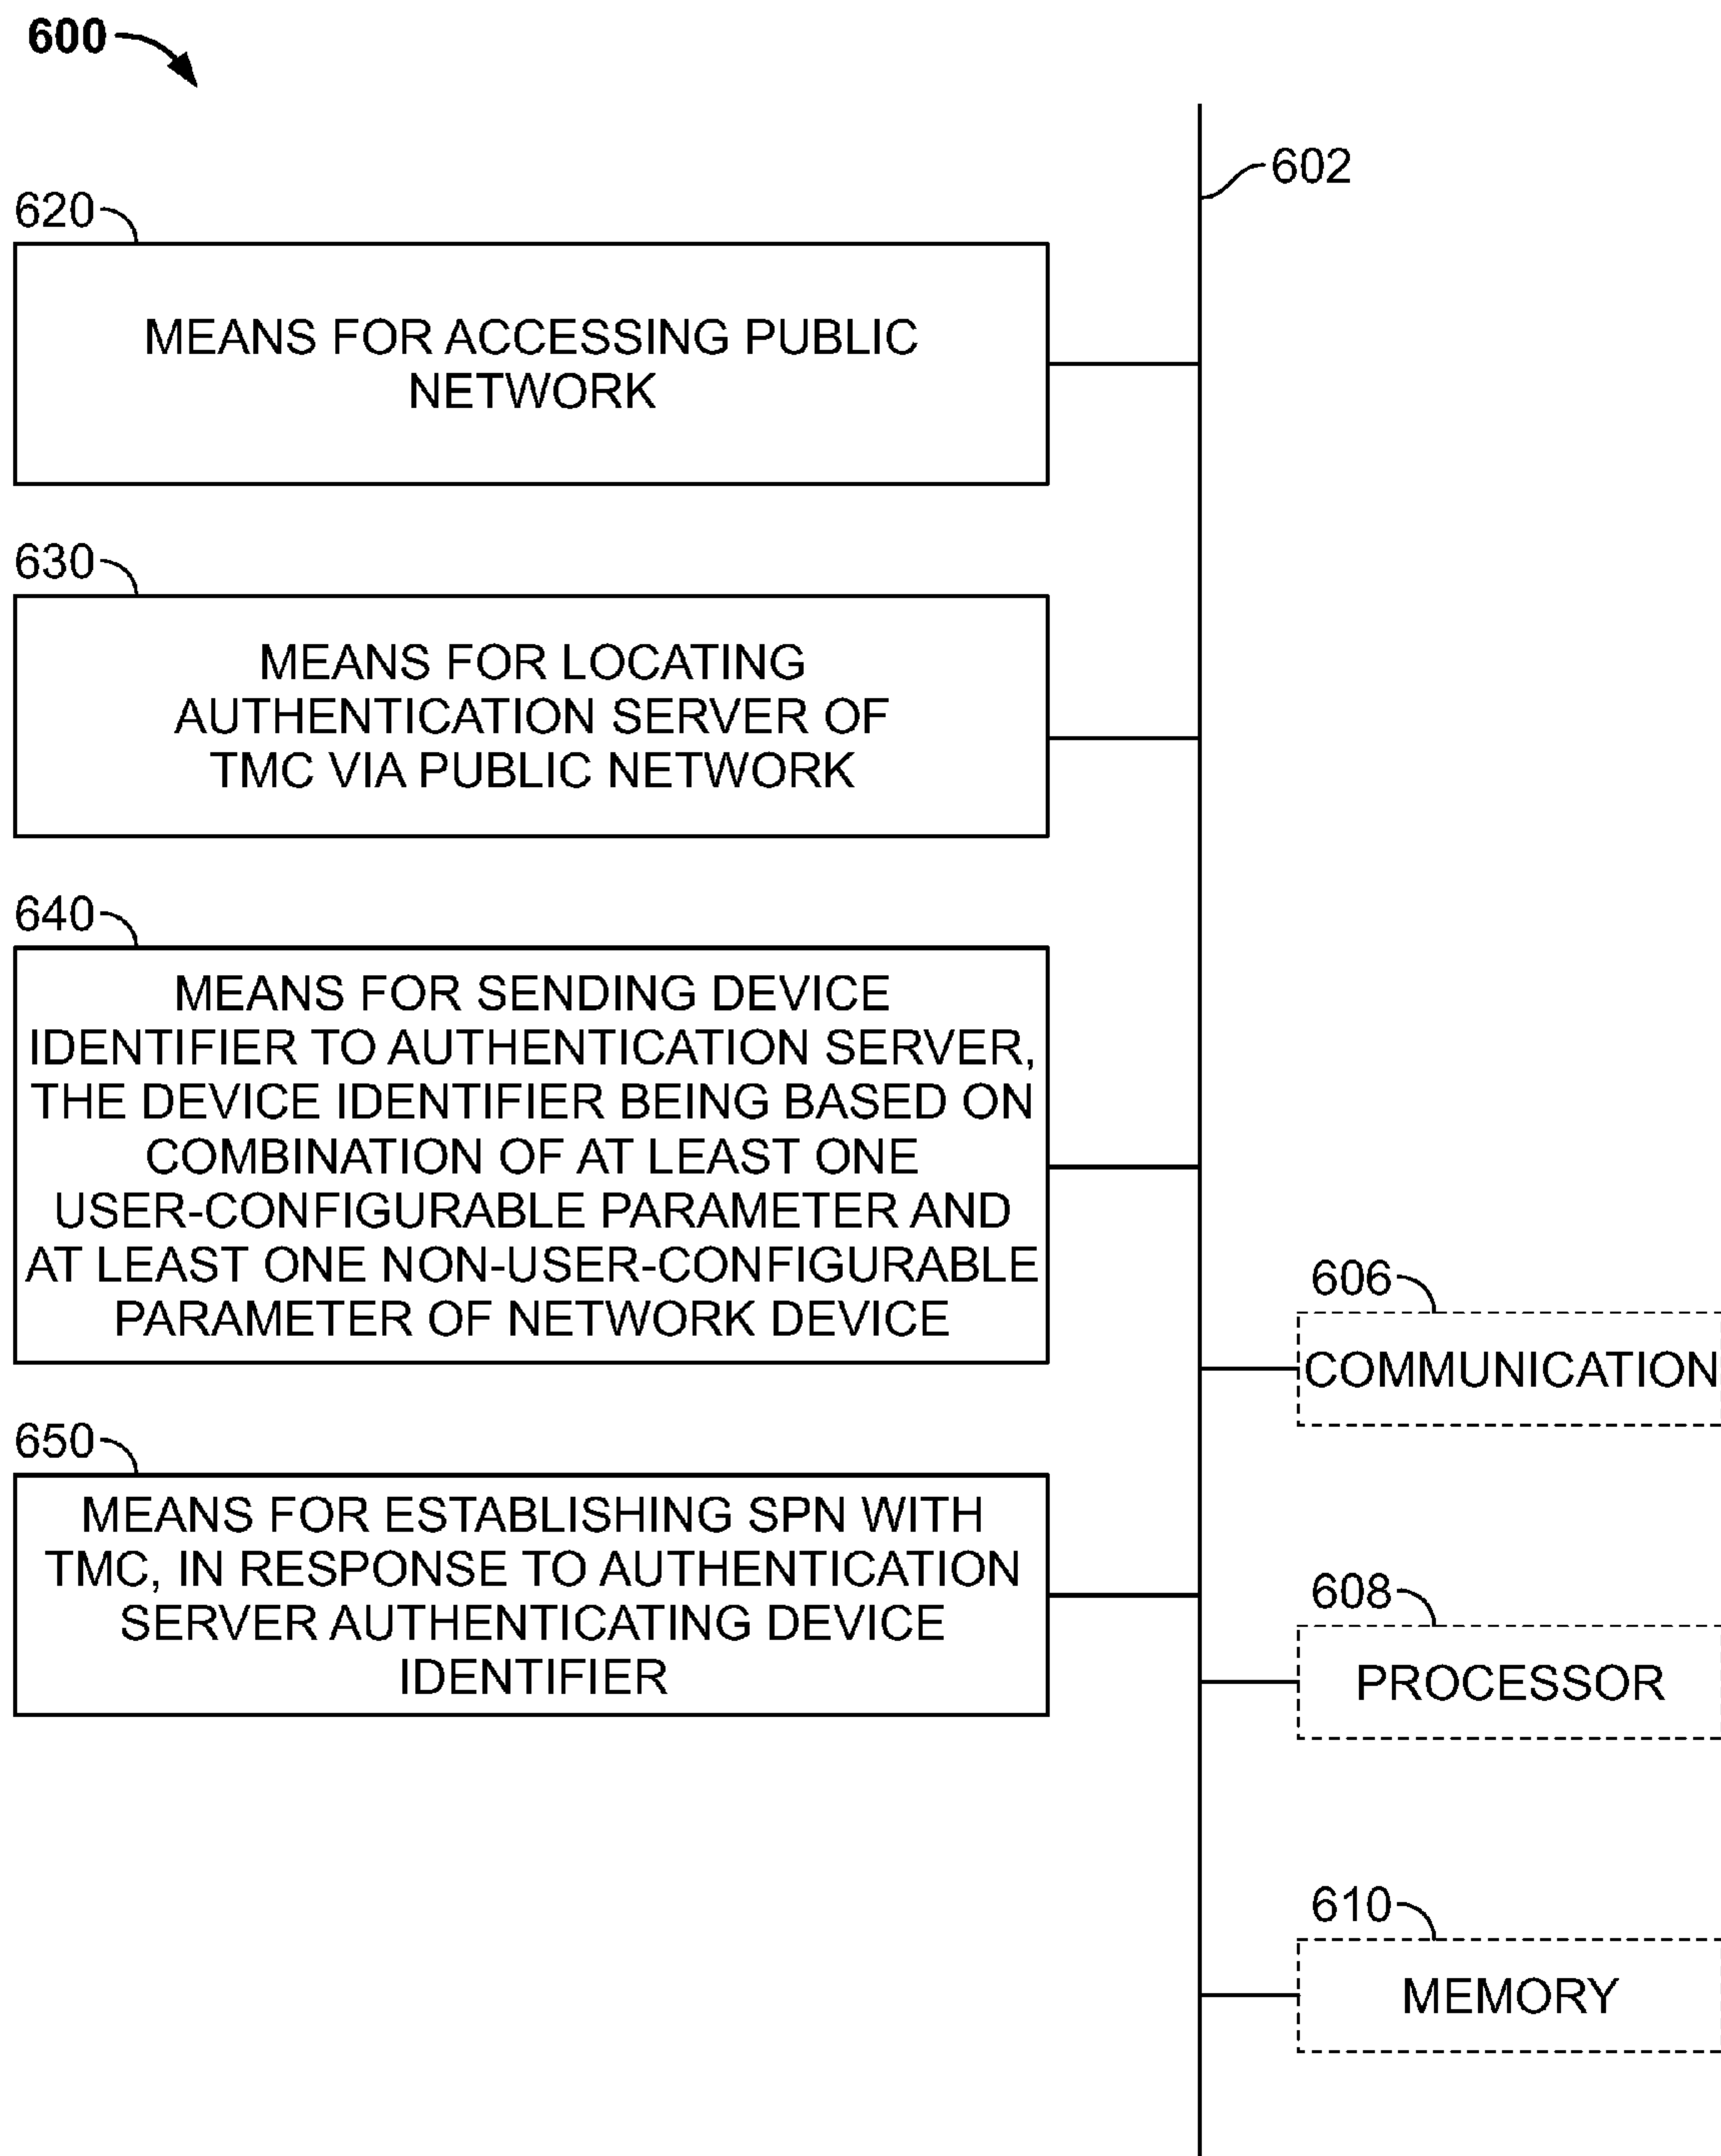 600
602
620
MEANS FOR ACCESSING PUBLIC
NETWORK
630
MEANS FOR LOCATING
AUTHENTICATION SERVER OF
TMC VIA PUBLIC NETWORK
640
MEANS FOR SENDING DEVICE
IDENTIFIER TO AUTHENTICATION SERVER,
THE DEVICE IDENTIFIER BEING BASED ON
COMBINATION OF AT LEAST ONE
USER-CONFIGURABLE PARAMETER AND
AT LEAST ONE NON-USER-CONFIGURABLE
PARAMETER OF NETWORK DEVICE
650
MEANS FOR ESTABLISHING SPN WITH
TMC, IN RESPONSE TO AUTHENTICATION
SERVER AUTHENTICATING DEVICE
IDENTIFIER
606
COMMUNICATION
608
PROCESSOR
610
MEMORY